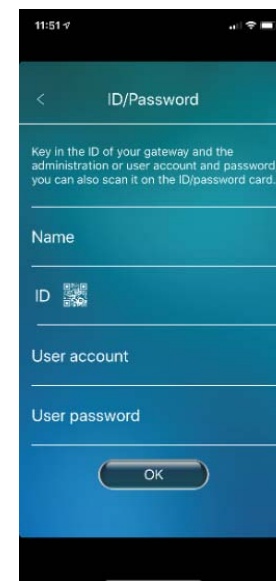 11:51
ID/Password
Key in the ID of your gateway and the
administration or user account and password
you can also scan it on the ID/password card.
Name
ID
User account
User password
OK